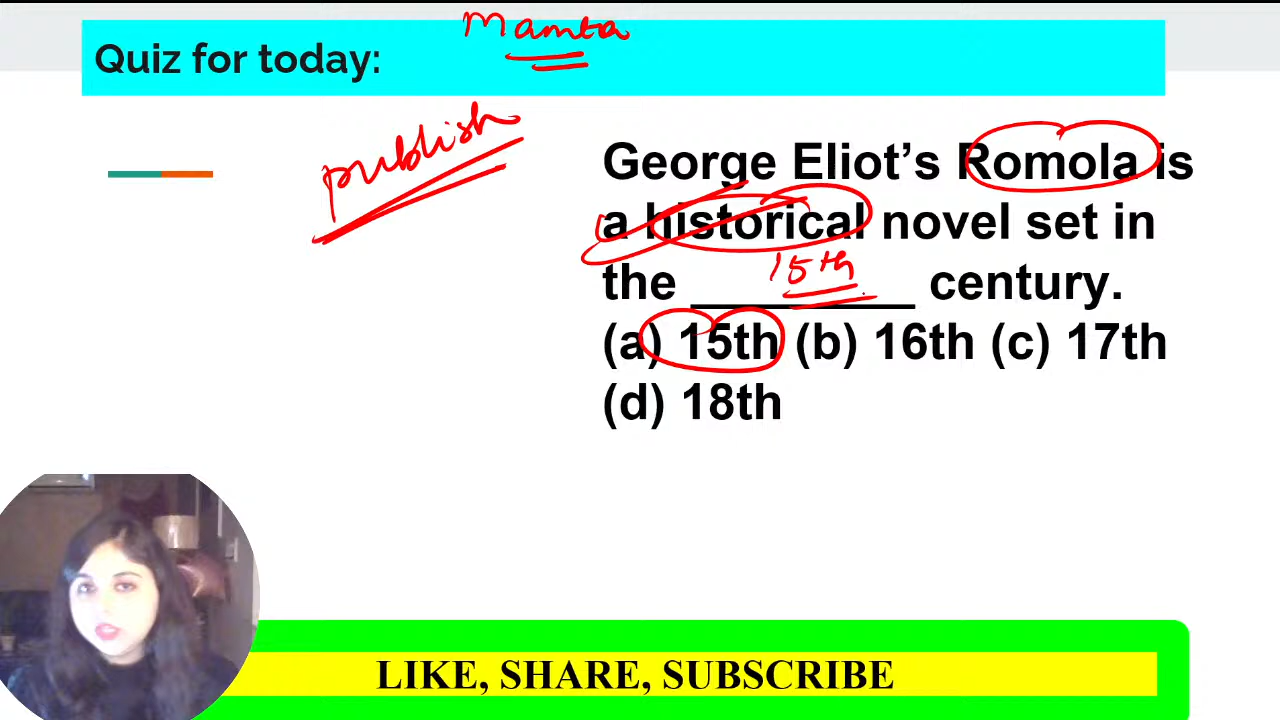 Mamta
Quiz for today:
publish
George Eliot’s Romola is
a historical novel set in
15th
the ________ century.
(a) 15th (b) 16th (c) 17th
(d) 18th
LIKE, SHARE, SUBSCRIBE